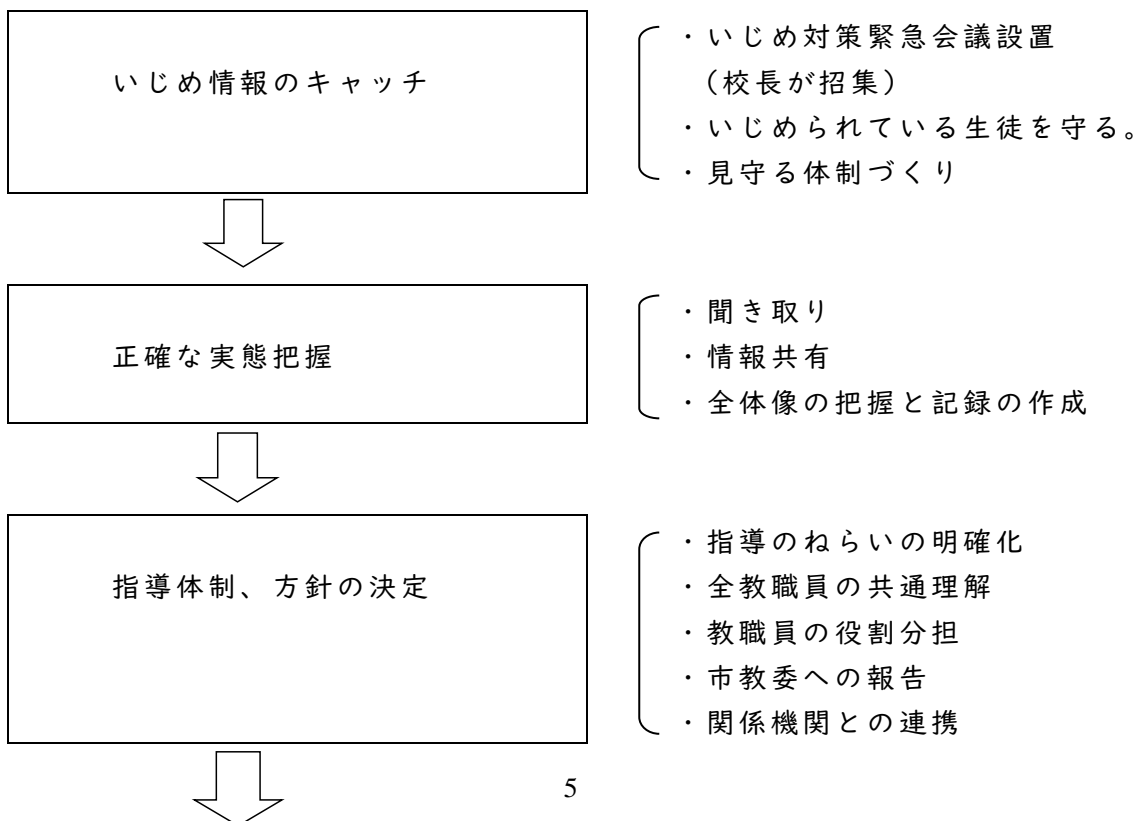 いじめ情報のキャッチ
・いじめ対策緊急会議設置
（校長が招集）
・いじめられている生徒を守る。
・見守る体制づくり
正確な実態把握
・聞き取り
・情報共有
・全体像の把握と記録の作成
指導体制、方針の決定
・指導のねらいの明確化
・全教職員の共通理解
・教職員の役割分担
・市教委への報告
・関係機関との連携
5